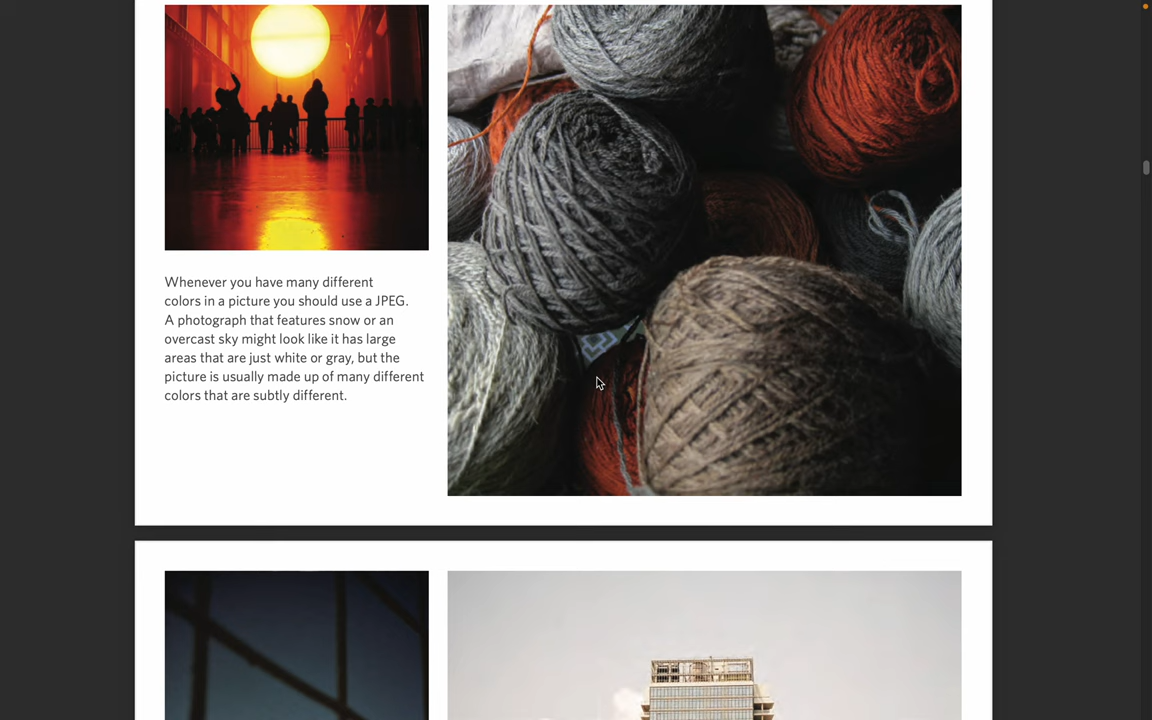 Whenever you have many different
colors in a picture you should use a JPEG.
A photograph that features snow or an
overcast sky might look like it has large
areas that are just white or gray, but the
picture is usually made up of many different
colors that are subtly different.